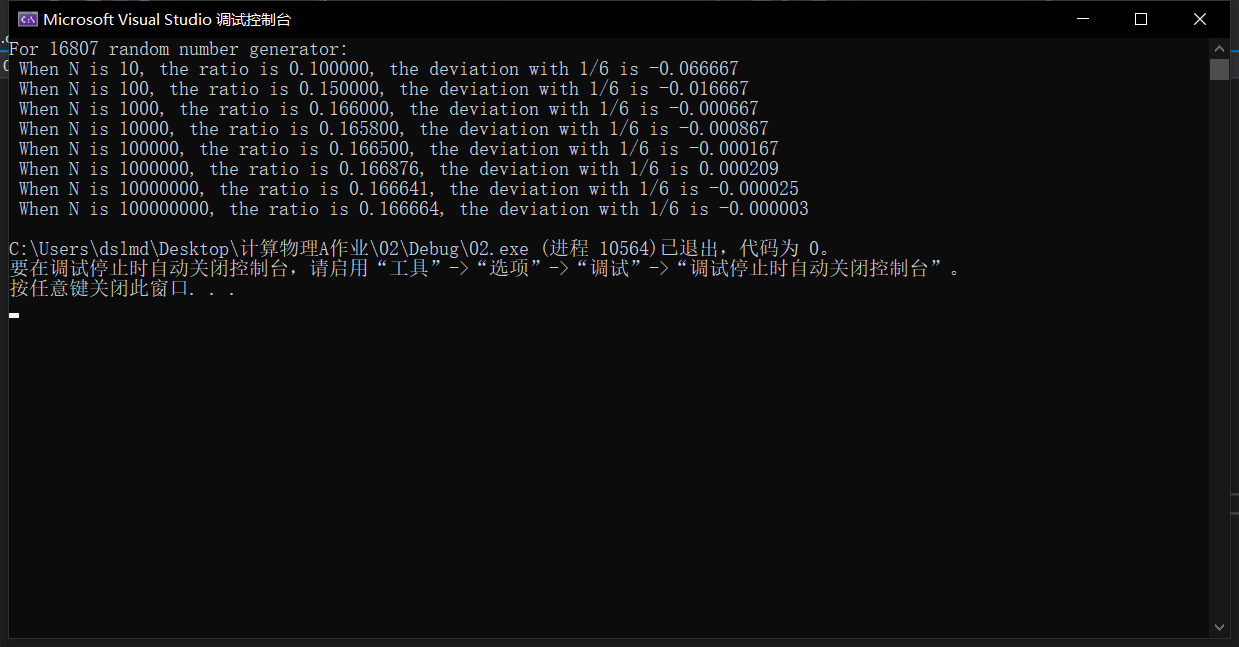 Microsoft Visual Studio 调试控制台
For 16807 random number generator:
When N is 10, the ratio is 0.100000, the deviation with 1/6 is -0.066667
When N is 100, the ratio is 0.150000, the deviation with 1/6 is -0.016667
When N is 1000, the ratio is 0.166000, the deviation with 1/6 is -0.000667
When N is 10000, the ratio is 0.165800, the deviation with 1/6 is -0.000867
When N is 100000, the ratio is 0.166500, the deviation with 1/6 is -0.000167
When N is 1000000, the ratio is 0.166876, the deviation with 1/6 is 0.000209
When N is 10000000, the ratio is 0.166641, the deviation with 1/6 is -0.000025
When N is 100000000, the ratio is 0.166664, the deviation with 1/6 is -0.000003
C:\Users\dslmd\Desktop\计算物理A作业\02\Debug\02.exe (进程 10564)已退出，代码为 0。
要在调试停止时自动关闭控制台，请启用“工具”->“选项”->“调试”->“调试停止时自动关闭控制台”。
按任意键关闭此窗口. . .